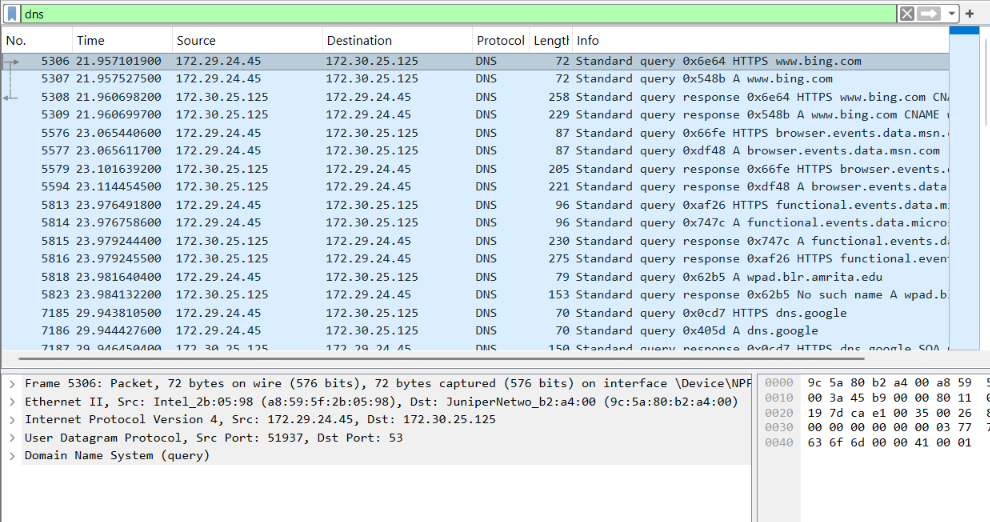 dns
No. Time Source Destination Protocol Length Info
5306 21.957101900 172.29.24.45 172.30.25.125 DNS 72 Standard query 0x6e64 HTTPS www.bing.com
5307 21.957527500 172.29.24.45 172.30.25.125 DNS 72 Standard query 0x548b A www.bing.com
5308 21.960698200 172.30.25.125 172.29.24.45 DNS 258 Standard query response 0x6e64 HTTPS www.bing.com CNA
5309 21.960699700 172.30.25.125 172.29.24.45 DNS 229 Standard query response 0x548b A www.bing.com CNAME
5576 23.065440600 172.29.24.45 172.30.25.125 DNS 87 Standard query 0x66fe HTTPS browser.events.data.msn.
5577 23.065611700 172.29.24.45 172.30.25.125 DNS 87 Standard query 0xdf48 A browser.events.data.msn.com
5579 23.101639200 172.30.25.125 172.29.24.45 DNS 205 Standard query response 0x66fe HTTPS browser.events.
5594 23.114454500 172.30.25.125 172.29.24.45 DNS 221 Standard query response 0xdf48 A browser.events.data
5813 23.976491800 172.29.24.45 172.30.25.125 DNS 96 Standard query 0xaf26 HTTPS functional.events.data.mi
5814 23.976758600 172.29.24.45 172.30.25.125 DNS 96 Standard query 0x747c A functional.events.data.micro
5815 23.979244400 172.30.25.125 172.29.24.45 DNS 230 Standard query response 0x747c A functional.events.da
5816 23.979245500 172.30.25.125 172.29.24.45 DNS 275 Standard query response 0xaf26 HTTPS functional.even
5818 23.981640400 172.29.24.45 172.30.25.125 DNS 79 Standard query 0x62b5 A wpad.blr.amrita.edu
5823 23.984132200 172.30.25.125 172.29.24.45 DNS 153 Standard query response 0x62b5 No such name A wpad.b
7185 29.943810500 172.29.24.45 172.30.25.125 DNS 70 Standard query 0x0cd7 HTTPS dns.google
7186 29.944427600 172.29.24.45 172.30.25.125 DNS 70 Standard query 0x405d A dns.google
7187 29.946450400 172.30.25.125 172.29.24.45 DNS 150 Standard query response 0x0cd7 HTTPS dns.google SOA
Frame 5306: Packet, 72 bytes on wire (576 bits), 72 bytes captured (576 bits) on interface \Device\NPF
Ethernet II, Src: Intel_2b:05:98 (a8:59:5f:2b:05:98), Dst: JuniperNetwo_b2:a4:00 (9c:5a:80:b2:a4:00)
Internet Protocol Version 4, Src: 172.29.24.45, Dst: 172.30.25.125
User Datagram Protocol, Src Port: 51937, Dst Port: 53
Domain Name System (query)
0000 9c 5a 80 b2 a4 00 a8 59 5
0010 00 3a 45 b9 00 00 80 11 0
0020 19 7d ca e1 00 35 00 26 8
0030 00 00 00 00 00 00 03 77 7
0040 63 6f 6d 00 00 41 00 01